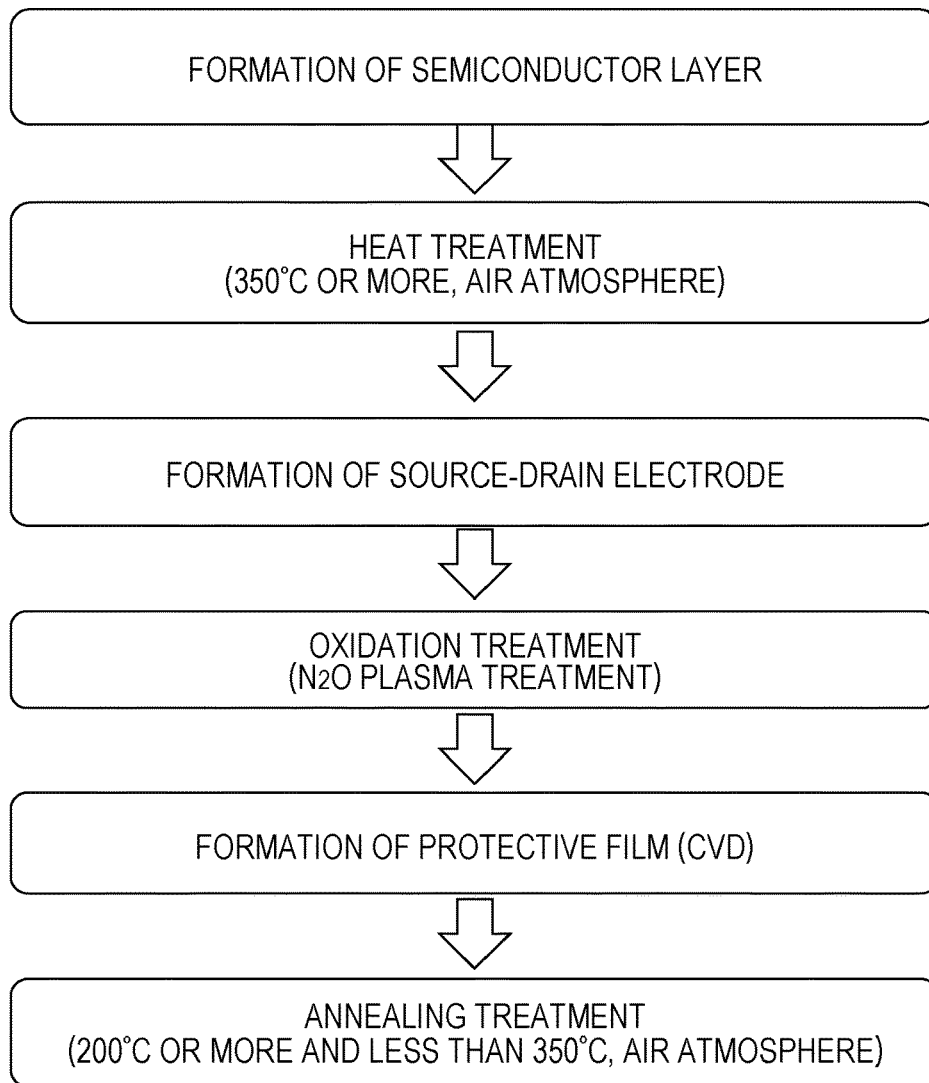 FORMATION OF SEMICONDUCTOR LAYER
HEAT TREATMENT
(350°C OR MORE, AIR ATMOSPHERE)
FORMATION OF SOURCE-DRAIN ELECTRODE
OXIDATION TREATMENT
(N2O PLASMA TREATMENT)
FORMATION OF PROTECTIVE FILM (CVD)
ANNEALING TREATMENT
(200°C OR MORE AND LESS THAN 350°C, AIR ATMOSPHERE)